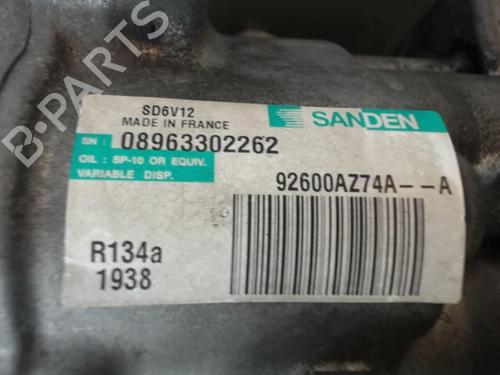 SD6V12
MADE IN FRANCE
SANDEN
SN : 08963302262
OIL : SP-10 OR EQUIV.
VARIABLE DISP.
92600AZ74A--A
R134a
1938
B-PARTS